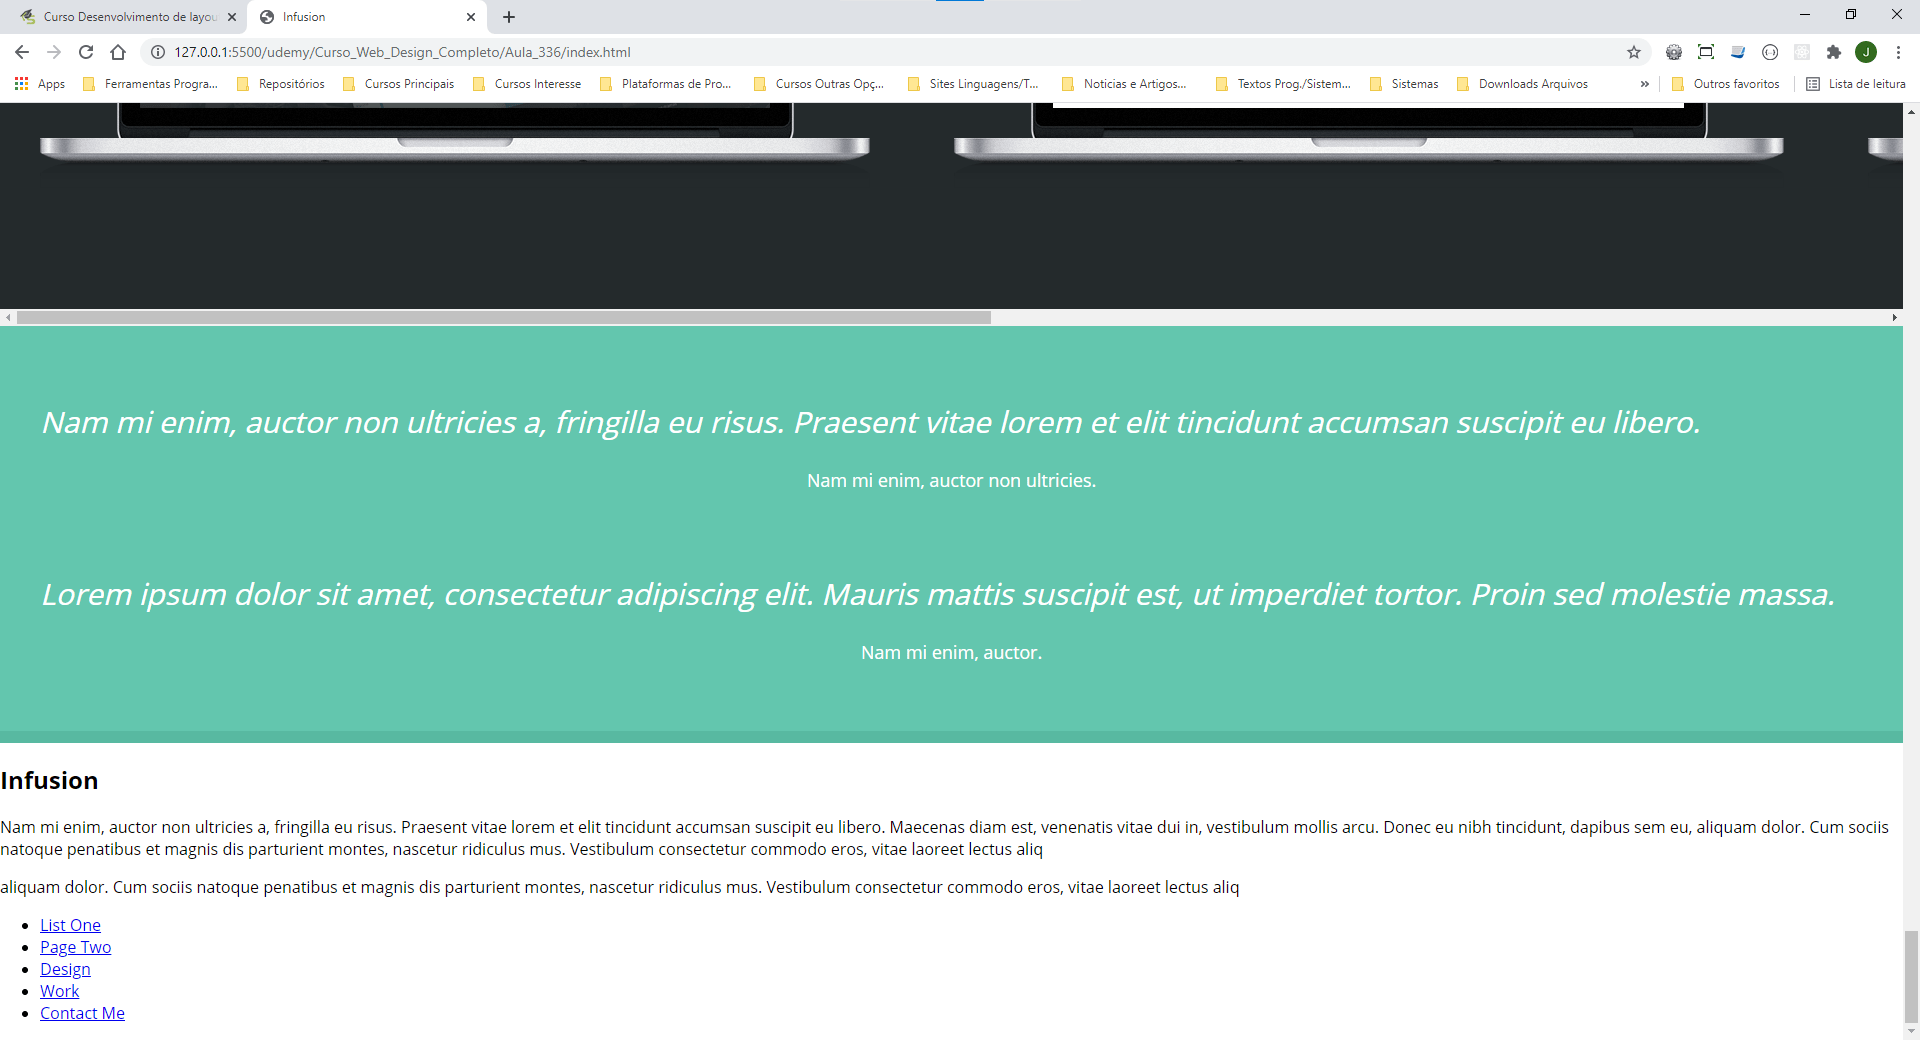 Curso Desenvolvimento de layou
Infusion
127.0.0.1:5500/udemy/Curso_Web_Design_Completo/Aula_336/index.html
J
Apps
Ferramentas Progra...
Repositórios
Cursos Principais
Cursos Interesse
Plataformas de Pro...
Cursos Outras Opç...
Sites Linguagens/T...
Noticias e Artigos...
Textos Prog./Sistem...
Sistemas
Downloads Arquivos
Outros favoritos
Lista de leitura
Nam mi enim, auctor non ultricies a, fringilla eu risus. Praesent vitae lorem et elit tincidunt accumsan suscipit eu libero.
Nam mi enim, auctor non ultricies.
Lorem ipsum dolor sit amet, consectetur adipiscing elit. Mauris mattis suscipit est, ut imperdiet tortor. Proin sed molestie massa.
Nam mi enim, auctor.
Infusion
Nam mi enim, auctor non ultricies a, fringilla eu risus. Praesent vitae lorem et elit tincidunt accumsan suscipit eu libero. Maecenas diam est, venenatis vitae dui in, vestibulum mollis arcu. Donec eu nibh tincidunt, dapibus sem eu, aliquam dolor. Cum sociis
natoque penatibus et magnis dis parturient montes, nascetur ridiculus mus. Vestibulum consectetur commodo eros, vitae laoreet lectus aliq
aliquam dolor. Cum sociis natoque penatibus et magnis dis parturient montes, nascetur ridiculus mus. Vestibulum consectetur commodo eros, vitae laoreet lectus aliq
List One
Page Two
Design
Work
Contact Me